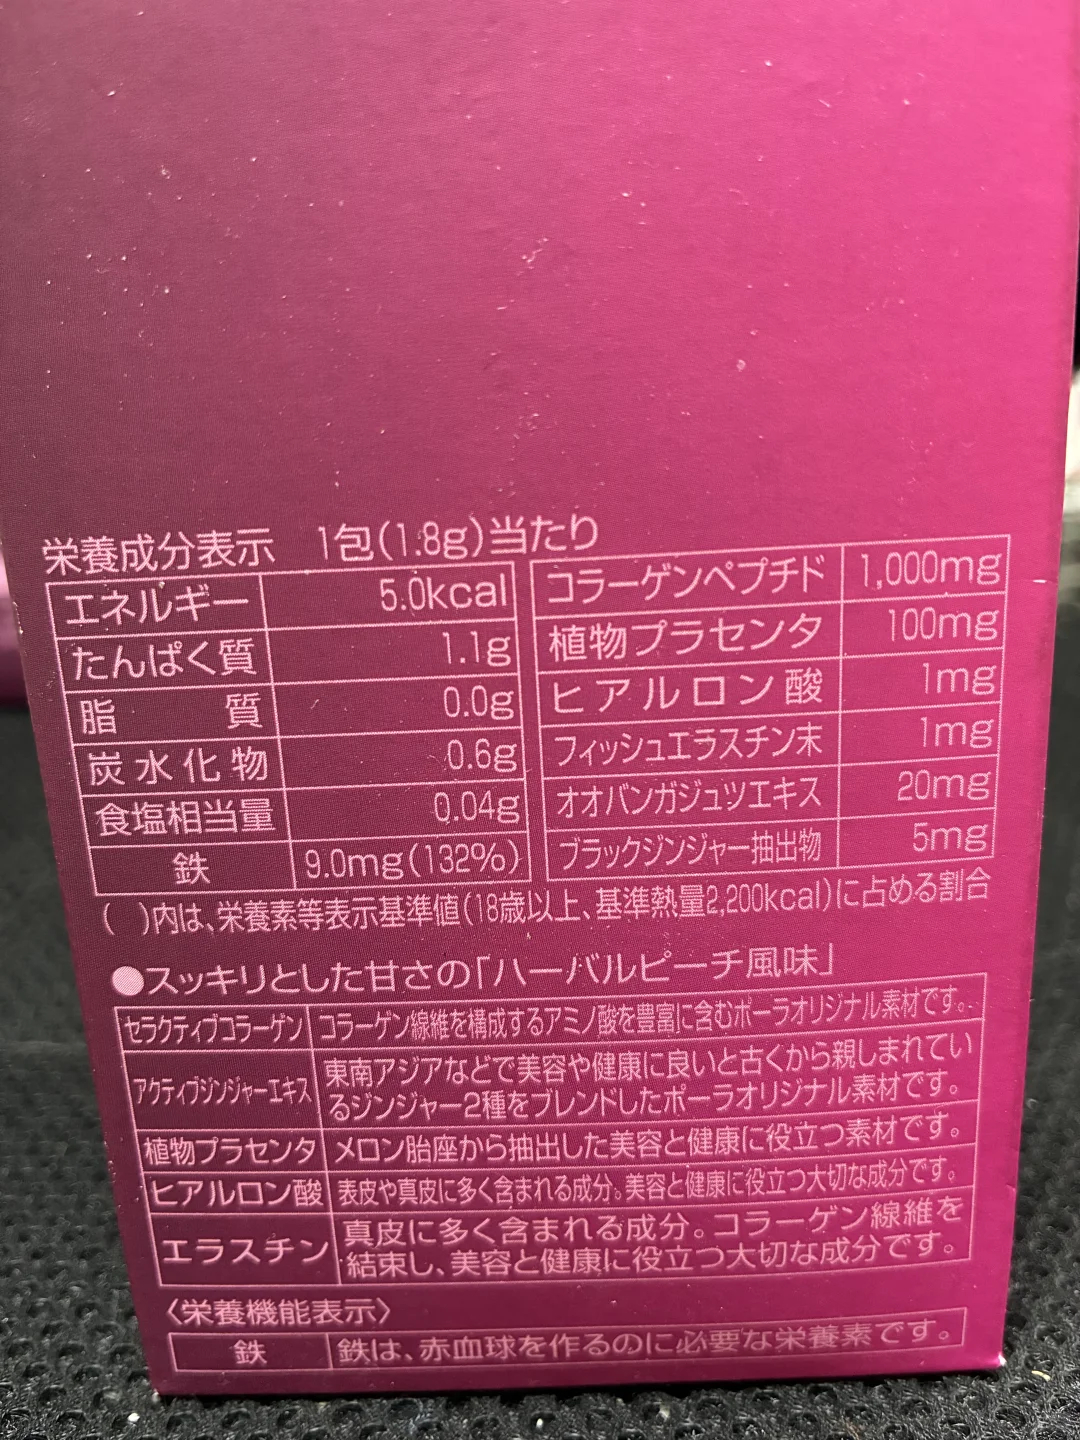 栄養成分表示 1包(1.8g)当たり
エネルギー 5.0kcal
たんぱく質 1.1g
脂質 0.0g
炭水化物 0.6g
食塩相当量 0.04g
鉄 9.0mg(132%)
コラーゲンペプチド 1,000mg
植物プラセンタ 100mg
ヒアルロン酸 1mg
フィッシュエラスチン末 1mg
オオバンガジュツエキス 20mg
ブラックジンジャー抽出物 5mg
( )内は、栄養素等表示基準値(18歳以上、基準熱量2,200kcal)に占める割合
●スッキリとした甘さの「ハーバルピーチ風味」
セラクティブコラーゲン コラーゲン線維を構成するアミノ酸を豊富に含むポーラオリジナル素材です。
アクティブジンジャーエキス 東南アジアなどで美容や健康に良いと古くから親しまれてい
るジンジャー2種をブレンドしたポーラオリジナル素材です。
植物プラセンタ メロン胎座から抽出した美容と健康に役立つ素材です。
ヒアルロン酸 表皮や真皮に多く含まれる成分。美容と健康に役立つ大切な成分です。
エラスチン 真皮に多く含まれる成分。コラーゲン線維を
結束し、美容と健康に役立つ大切な成分です。
〈栄養機能表示〉
鉄 鉄は、赤血球を作るのに必要な栄養素です。